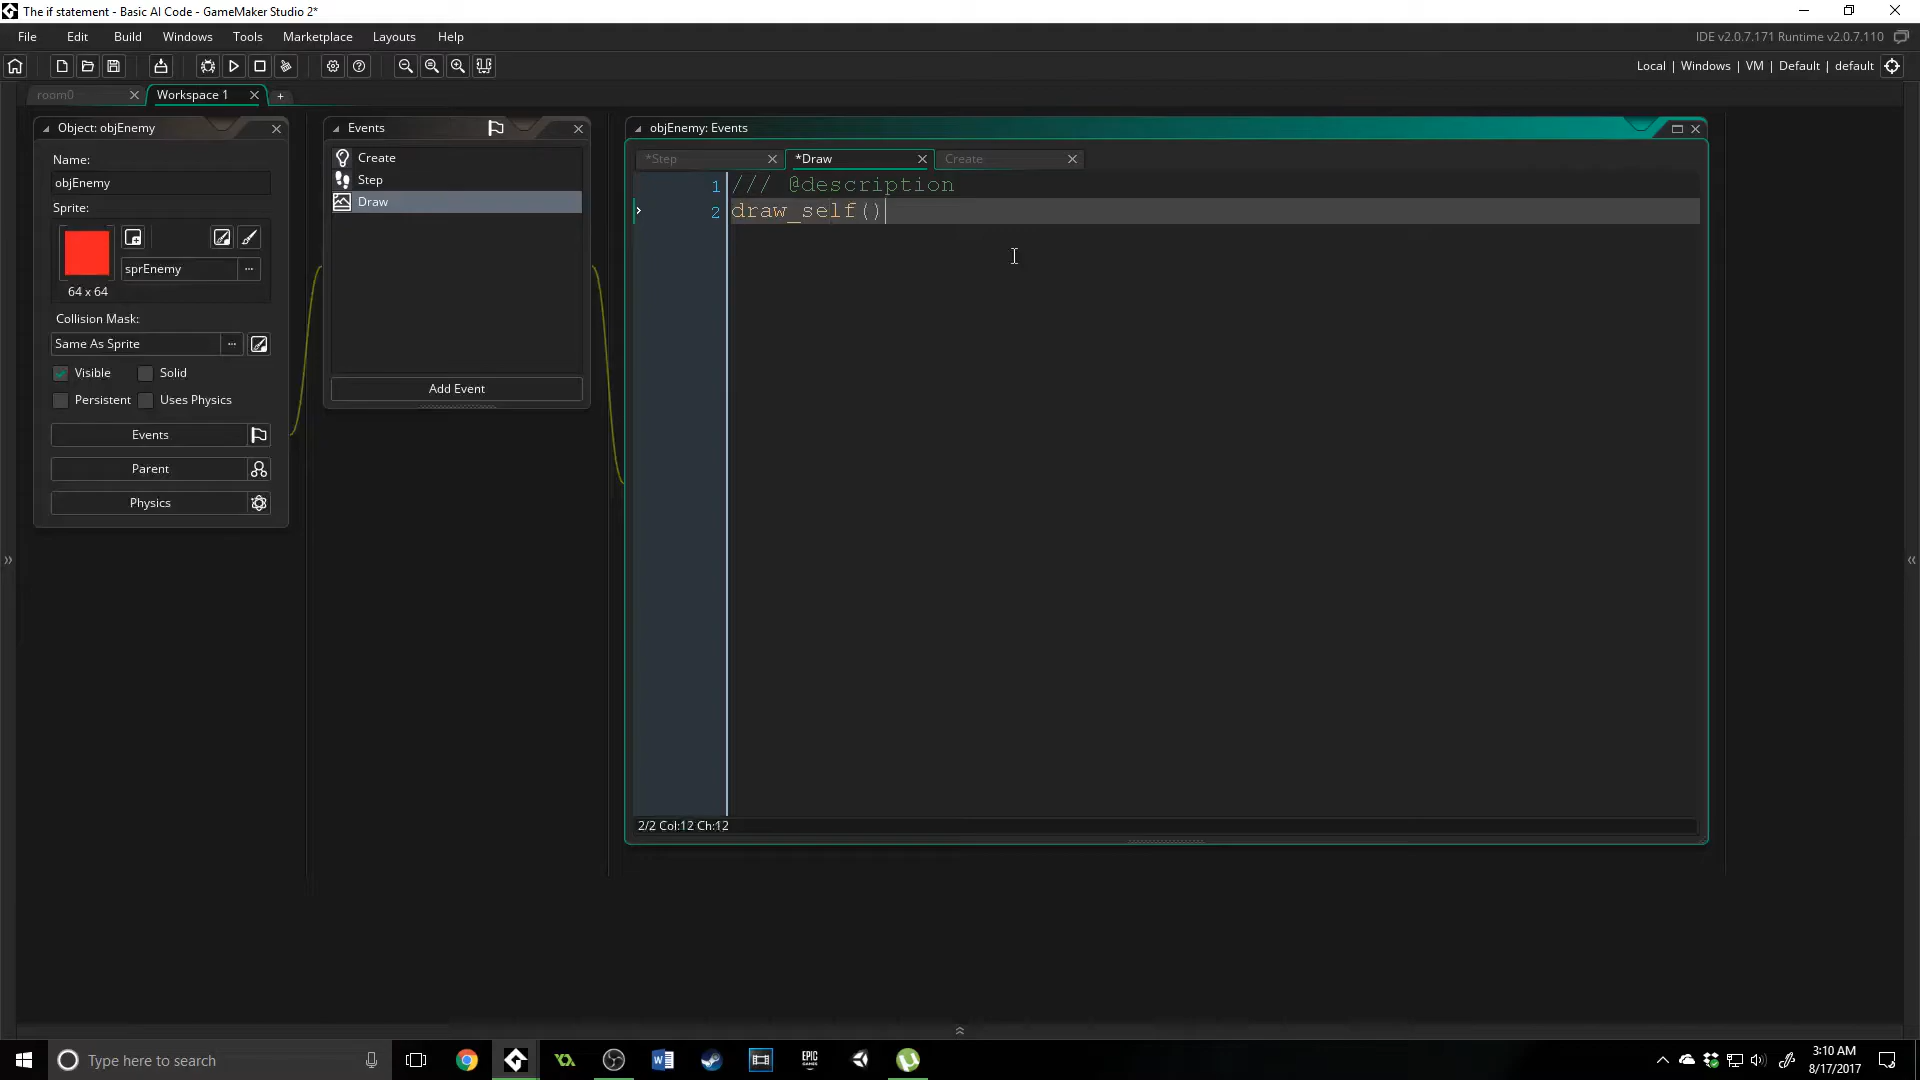 The if statement - Basic AI Code - GameMaker Studio 2*
File Edit Build Windows Tools Marketplace Layouts Help
IDE v2.0.7.171 Runtime v2.0.7.110
Local | Windows | VM | Default | default
room0
Workspace 1
Object: objEnemy
Name:
objEnemy
Sprite:
sprEnemy
64 x 64
Collision Mask:
Same As Sprite
Visible
Solid
Persistent
Uses Physics
Events
Parent
Physics
Events
Create
Step
Draw
Add Event
objEnemy: Events
*Step
*Draw
Create
1 /// @description
2 draw_self()
2/2 Col:12 Ch:12
Type here to search
EPIC
GAMES
3:10 AM
8/17/2017